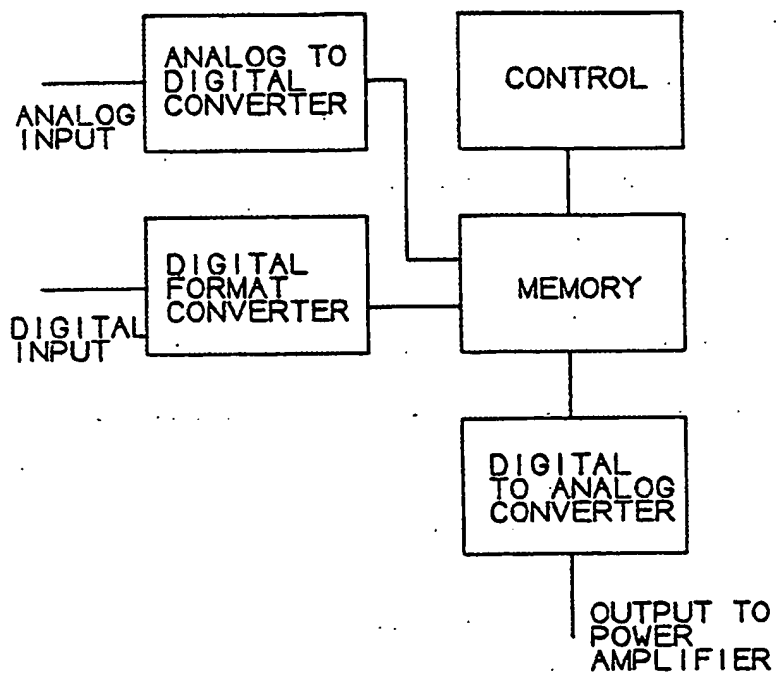 ANALOG TO
DIGITAL
CONVERTER
CONTROL
ANALOG
INPUT
DIGITAL
FORMAT
CONVERTER
MEMORY
DIGITAL
INPUT
DIGITAL
TO ANALOG
CONVERTER
OUTPUT TO
POWER
AMPLIFIER